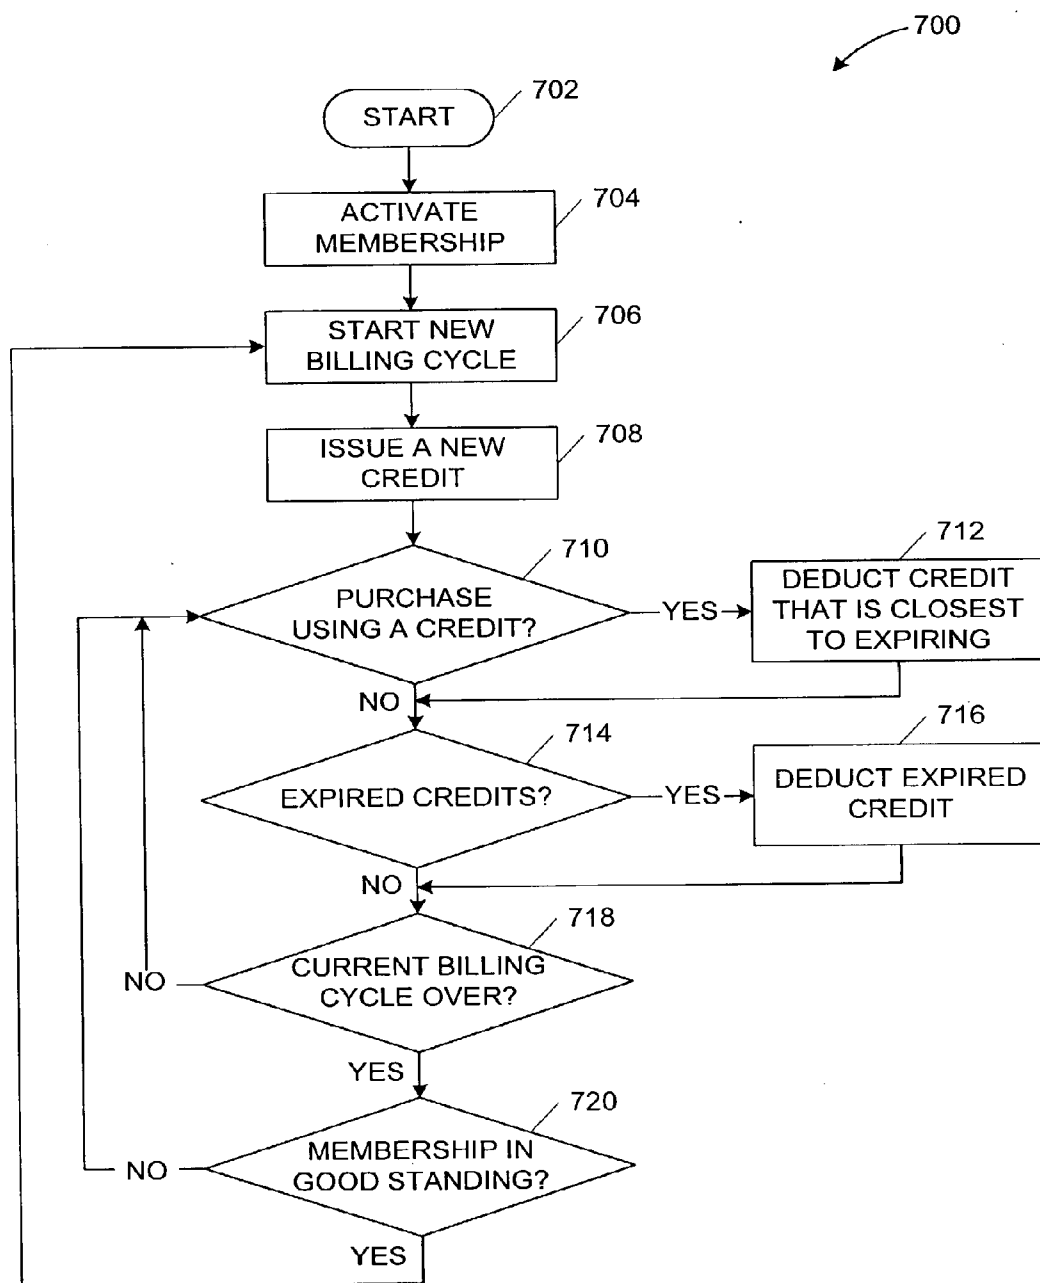 700
START
702
ACTIVATE
MEMBERSHIP
704
START NEW
BILLING CYCLE
706
ISSUE A NEW
CREDIT
708
PURCHASE
USING A CREDIT?
710
YES
712
DEDUCT CREDIT
THAT IS CLOSEST
TO EXPIRING
NO
714
EXPIRED CREDITS?
YES
716
DEDUCT EXPIRED
CREDIT
NO
718
CURRENT BILLING
CYCLE OVER?
NO
YES
720
MEMBERSHIP IN
GOOD STANDING?
NO
YES